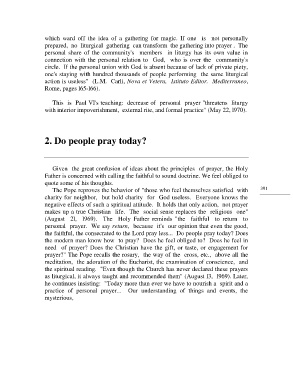 which ward off the idea of a gathering for magic. If one is not personally
prepared, no liturgical gathering can transform the gathering into prayer. The
personal share of the community's members in liturgy has its own value in
connection with the personal relation to God, who is over the community's
circle. If the personal union with God is absent because of lack of private piety,
one's staying with hundred thousands of people performing the same liturgical
action is useless" (L.M. Carli, Nova et Vetera, Istituto Editor. Mediterraneo,
Rome, pages 165-166).
This is Paul VI's teaching: decrease of personal prayer "threatens liturgy
with interior impoverishment, external rise, and formal practice" (May 22, 1970).
2. Do people pray today?
Given the great confusion of ideas about the principles of prayer, the Holy
Father is concerned with calling the faithful to sound doctrine. We feel obliged to
quote some of his thoughts.
The Pope reproves the behavior of "those who feel themselves satisfied with
charity for neighbor, but hold charity for God useless. Everyone knows the
negative effects of such a spiritual attitude. It holds that only action, not prayer
makes up a true Christian life. The social sense replaces the religious one"
(August 21, 1969). The Holy Father reminds "the faithful to return to
personal prayer. We say return, because it's our opinion that even the good,
the faithful, the consecrated to the Lord pray less... Do people pray today? Does
the modern man know how to pray? Does he feel obliged to? Does he feel in
need of prayer? Does the Christian have the gift, or taste, or engagement for
prayer?" The Pope recalls the rosary, the way of the cross, etc., above all the
meditation, the adoration of the Eucharist, the examination of conscience, and
the spiritual reading. "Even though the Church has never declared these prayers
as liturgical, it always taught and recommended them" (August 13, 1969). Later,
he continues insisting: "Today more than ever we have to nourish a spirit and a
practice of personal prayer... Our understanding of things and events, the
mysterious,